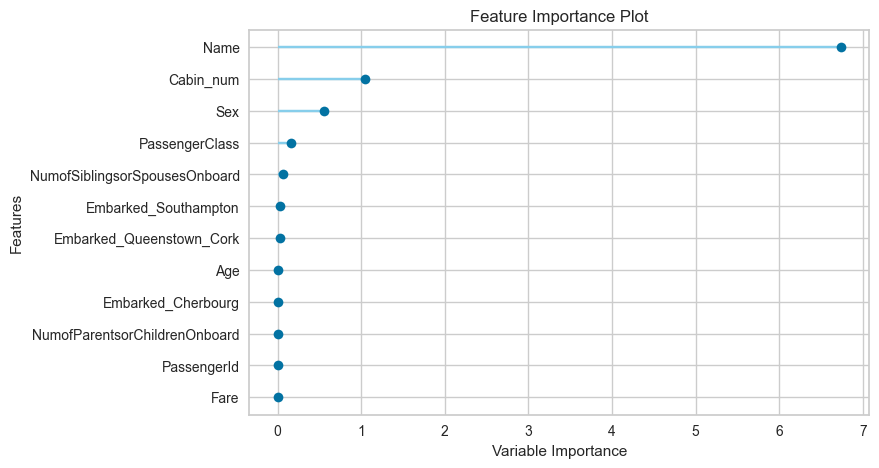 Feature Importance Plot
Name
Cabin_num
Sex
PassengerClass
NumofSiblingsorSpousesOnboard
Embarked_Southampton
Embarked_Queenstown_Cork
Age
Embarked_Cherbourg
NumofParentsorChildrenOnboard
PassengerId
Fare
Features
0 1 2 3 4 5 6 7
Variable Importance